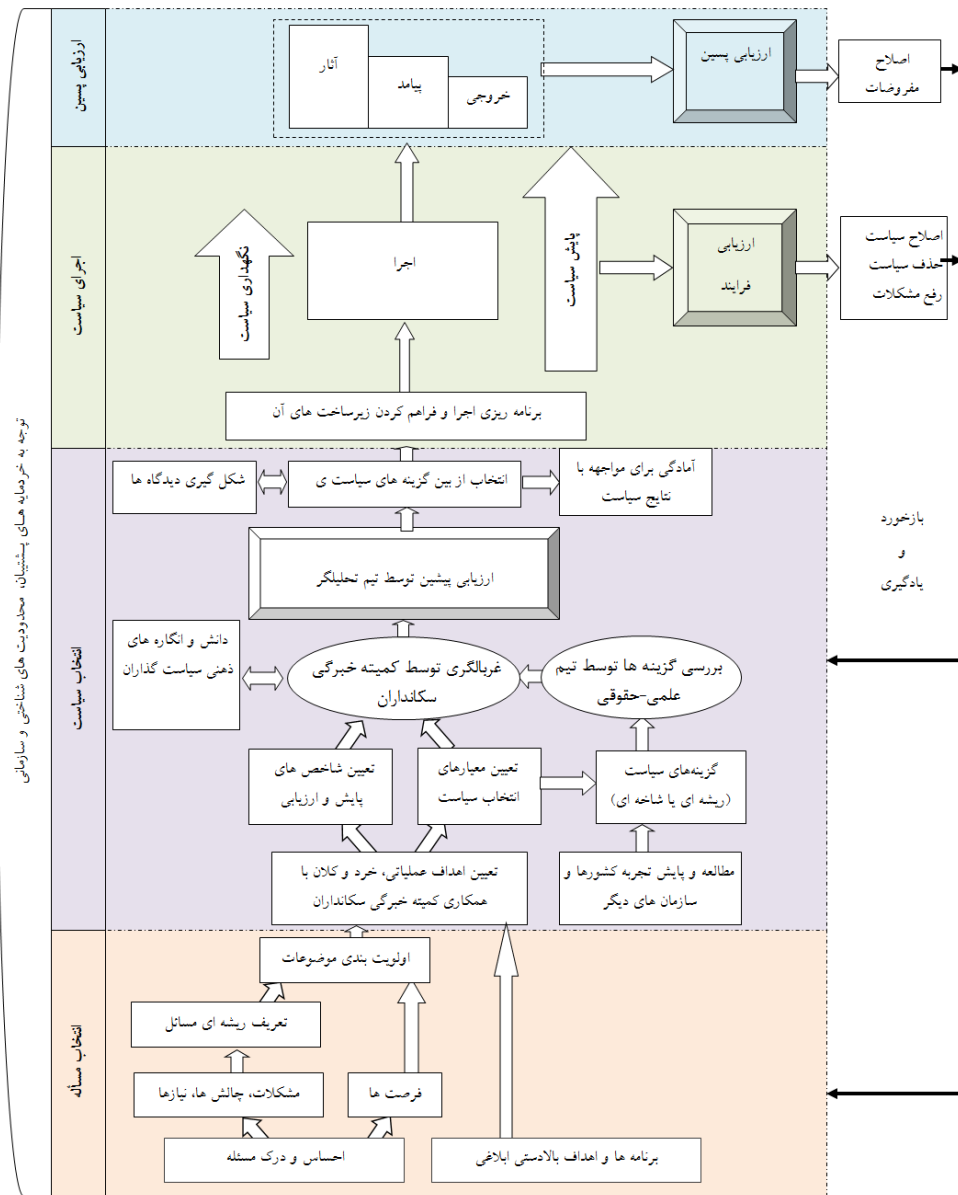 ارزیابی پسین
آثار
پیامد
خروجی
ارزیابی پسین
اصلاح
مفروضات
اجرای سیاست
نگهداری سیاست
اجرا
پایش سیاست
ارزیابی
فرایند
اصلاح سیاست
حذف سیاست
رفع مشکلات
برنامه ریزی اجرا و فراهم کردن زیرساخت های آن
توجه به خردمایه های پشتیبان، محدودیت های شناختی و سازمانی
انتخاب سیاست
شکل گیری دیدگاه ها
انتخاب از بین گزینه های سیاست ی
آمادگی برای مواجهه با
نتایج سیاست
بازخورد
و
یادگیری
ارزیابی پیشین توسط تیم تحلیلگر
دانش و انگاره های
ذهنی سیاست گذاران
غربالگری توسط کمیته خبرگی
سکانداران
بررسی گزینه ها توسط تیم
علمی-حقوقی
تعیین شاخص های
پایش و ارزیابی
تعیین معیارهای
انتخاب سیاست
گزینه‌های سیاست
(ریشه ای یا شاخه ای)
تعیین اهداف عملیاتی، خرد و کلان با
همکاری کمیته خبرگی سکانداران
مطالعه و پایش تجربه کشورها و
سازمان های دیگر
انتخاب مسأله
اولویت بندی موضوعات
تعریف ریشه ای مسائل
مشکلات، چالش ها، نیازها
فرصت ها
احساس و درک مسئله
برنامه ها و اهداف بالادستی ابلاغی